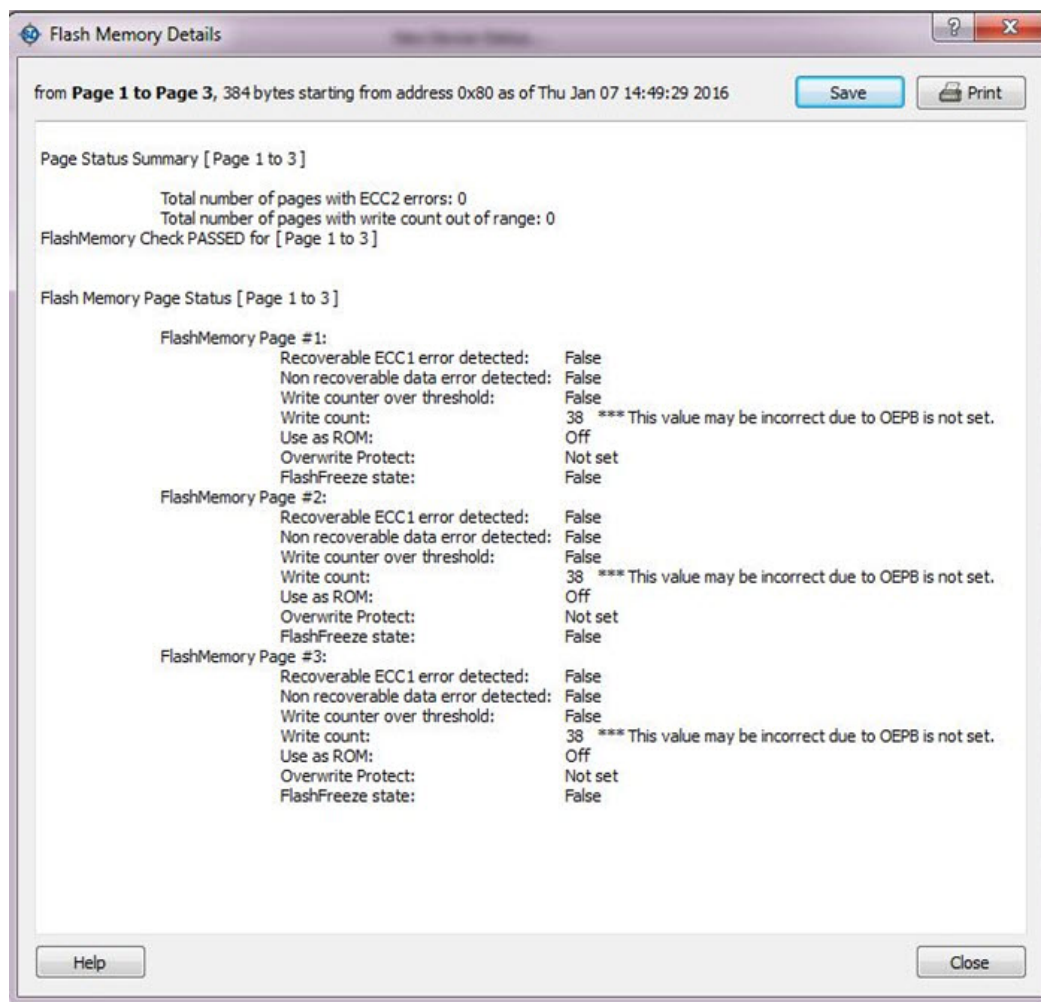 Flash Memory Details
from Page 1 to Page 3, 384 bytes starting from address 0x80 as of Thu Jan 07 14:49:29 2016
Save
Print
Page Status Summary [ Page 1 to 3 ]
Total number of pages with ECC2 errors: 0
Total number of pages with write count out of range: 0
FlashMemory Check PASSED for [ Page 1 to 3 ]
Flash Memory Page Status [ Page 1 to 3 ]
FlashMemory Page #1:
Recoverable ECC1 error detected: False
Non recoverable data error detected: False
Write counter over threshold: False
Write count: 38 *** This value may be incorrect due to OEPB is not set.
Use as ROM: Off
Overwrite Protect: Not set
FlashFreeze state: False
FlashMemory Page #2:
Recoverable ECC1 error detected: False
Non recoverable data error detected: False
Write counter over threshold: False
Write count: 38 *** This value may be incorrect due to OEPB is not set.
Use as ROM: Off
Overwrite Protect: Not set
FlashFreeze state: False
FlashMemory Page #3:
Recoverable ECC1 error detected: False
Non recoverable data error detected: False
Write counter over threshold: False
Write count: 38 *** This value may be incorrect due to OEPB is not set.
Use as ROM: Off
Overwrite Protect: Not set
FlashFreeze state: False
Help
Close